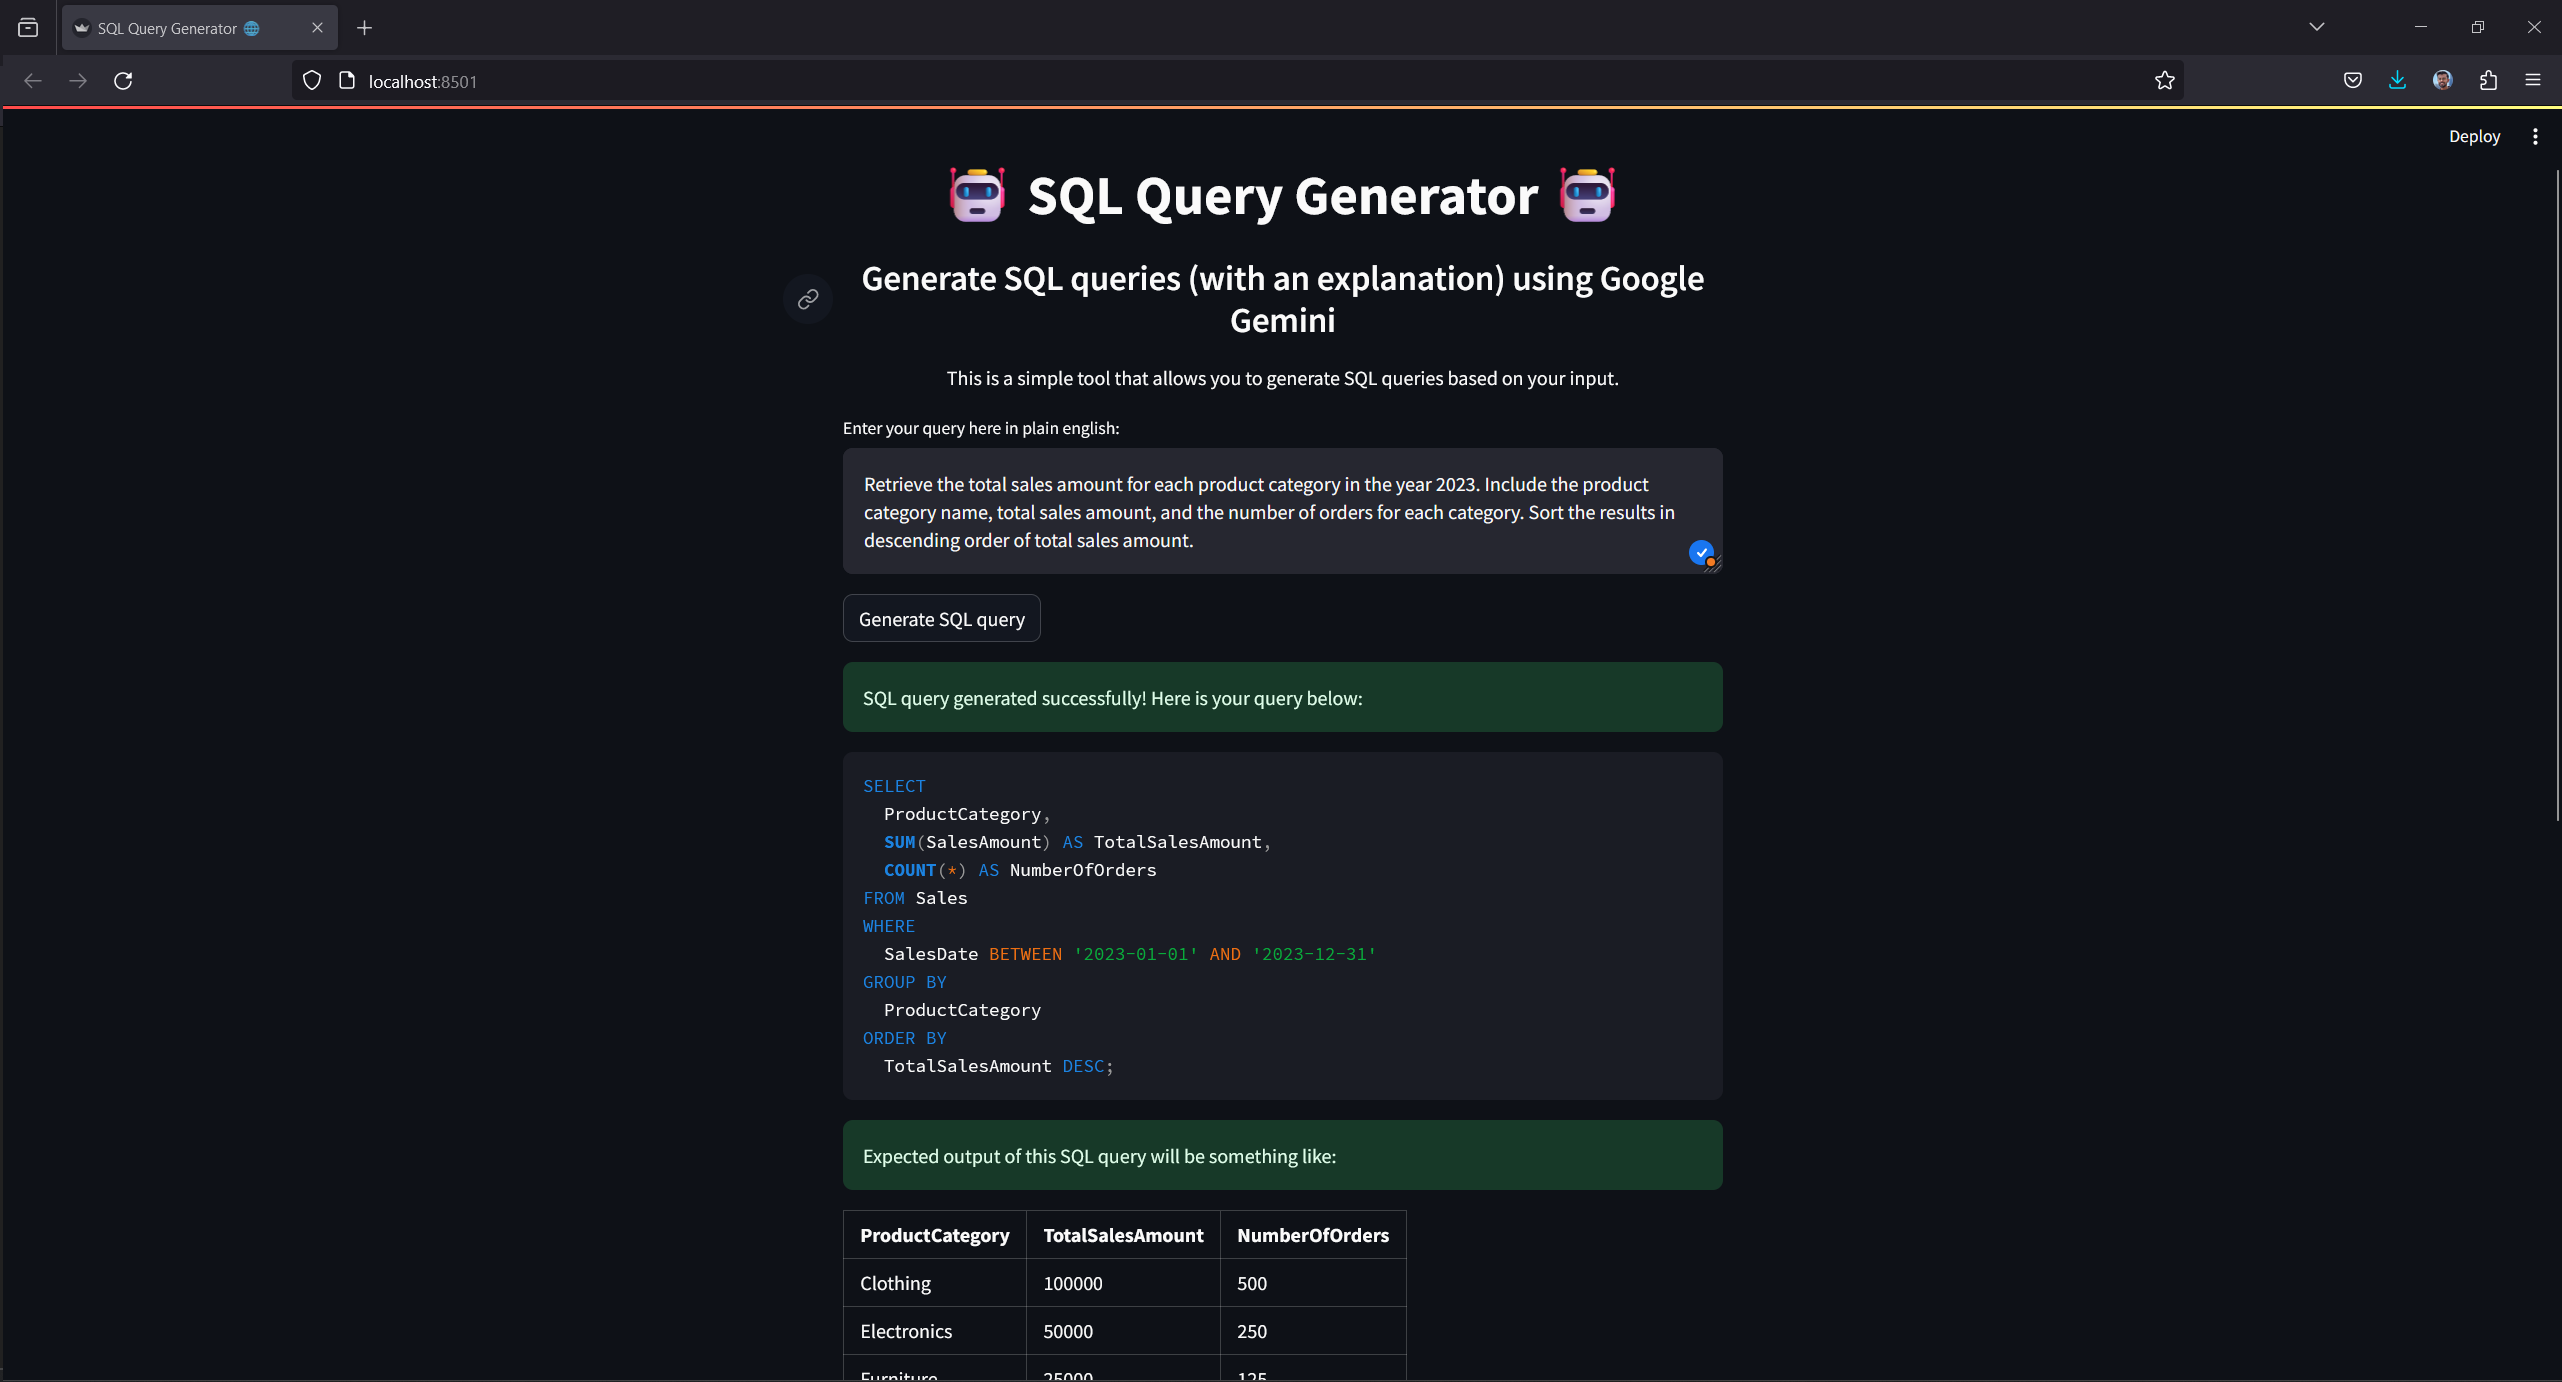 SQL Query Generator
localhost:8501
Deploy
SQL Query Generator
Generate SQL queries (with an explanation) using Google
Gemini
This is a simple tool that allows you to generate SQL queries based on your input.
Enter your query here in plain english:
Retrieve the total sales amount for each product category in the year 2023. Include the product
category name, total sales amount, and the number of orders for each category. Sort the results in
descending order of total sales amount.
Generate SQL query
SQL query generated successfully! Here is your query below:
SELECT
ProductCategory,
SUM(SalesAmount) AS TotalSalesAmount,
COUNT(*) AS NumberOfOrders
FROM Sales
WHERE
SalesDate BETWEEN '2023-01-01' AND '2023-12-31'
GROUP BY
ProductCategory
ORDER BY
TotalSalesAmount DESC;
Expected output of this SQL query will be something like:
ProductCategory TotalSalesAmount NumberOfOrders
Clothing 100000 500
Electronics 50000 250
Furniture 25000 125